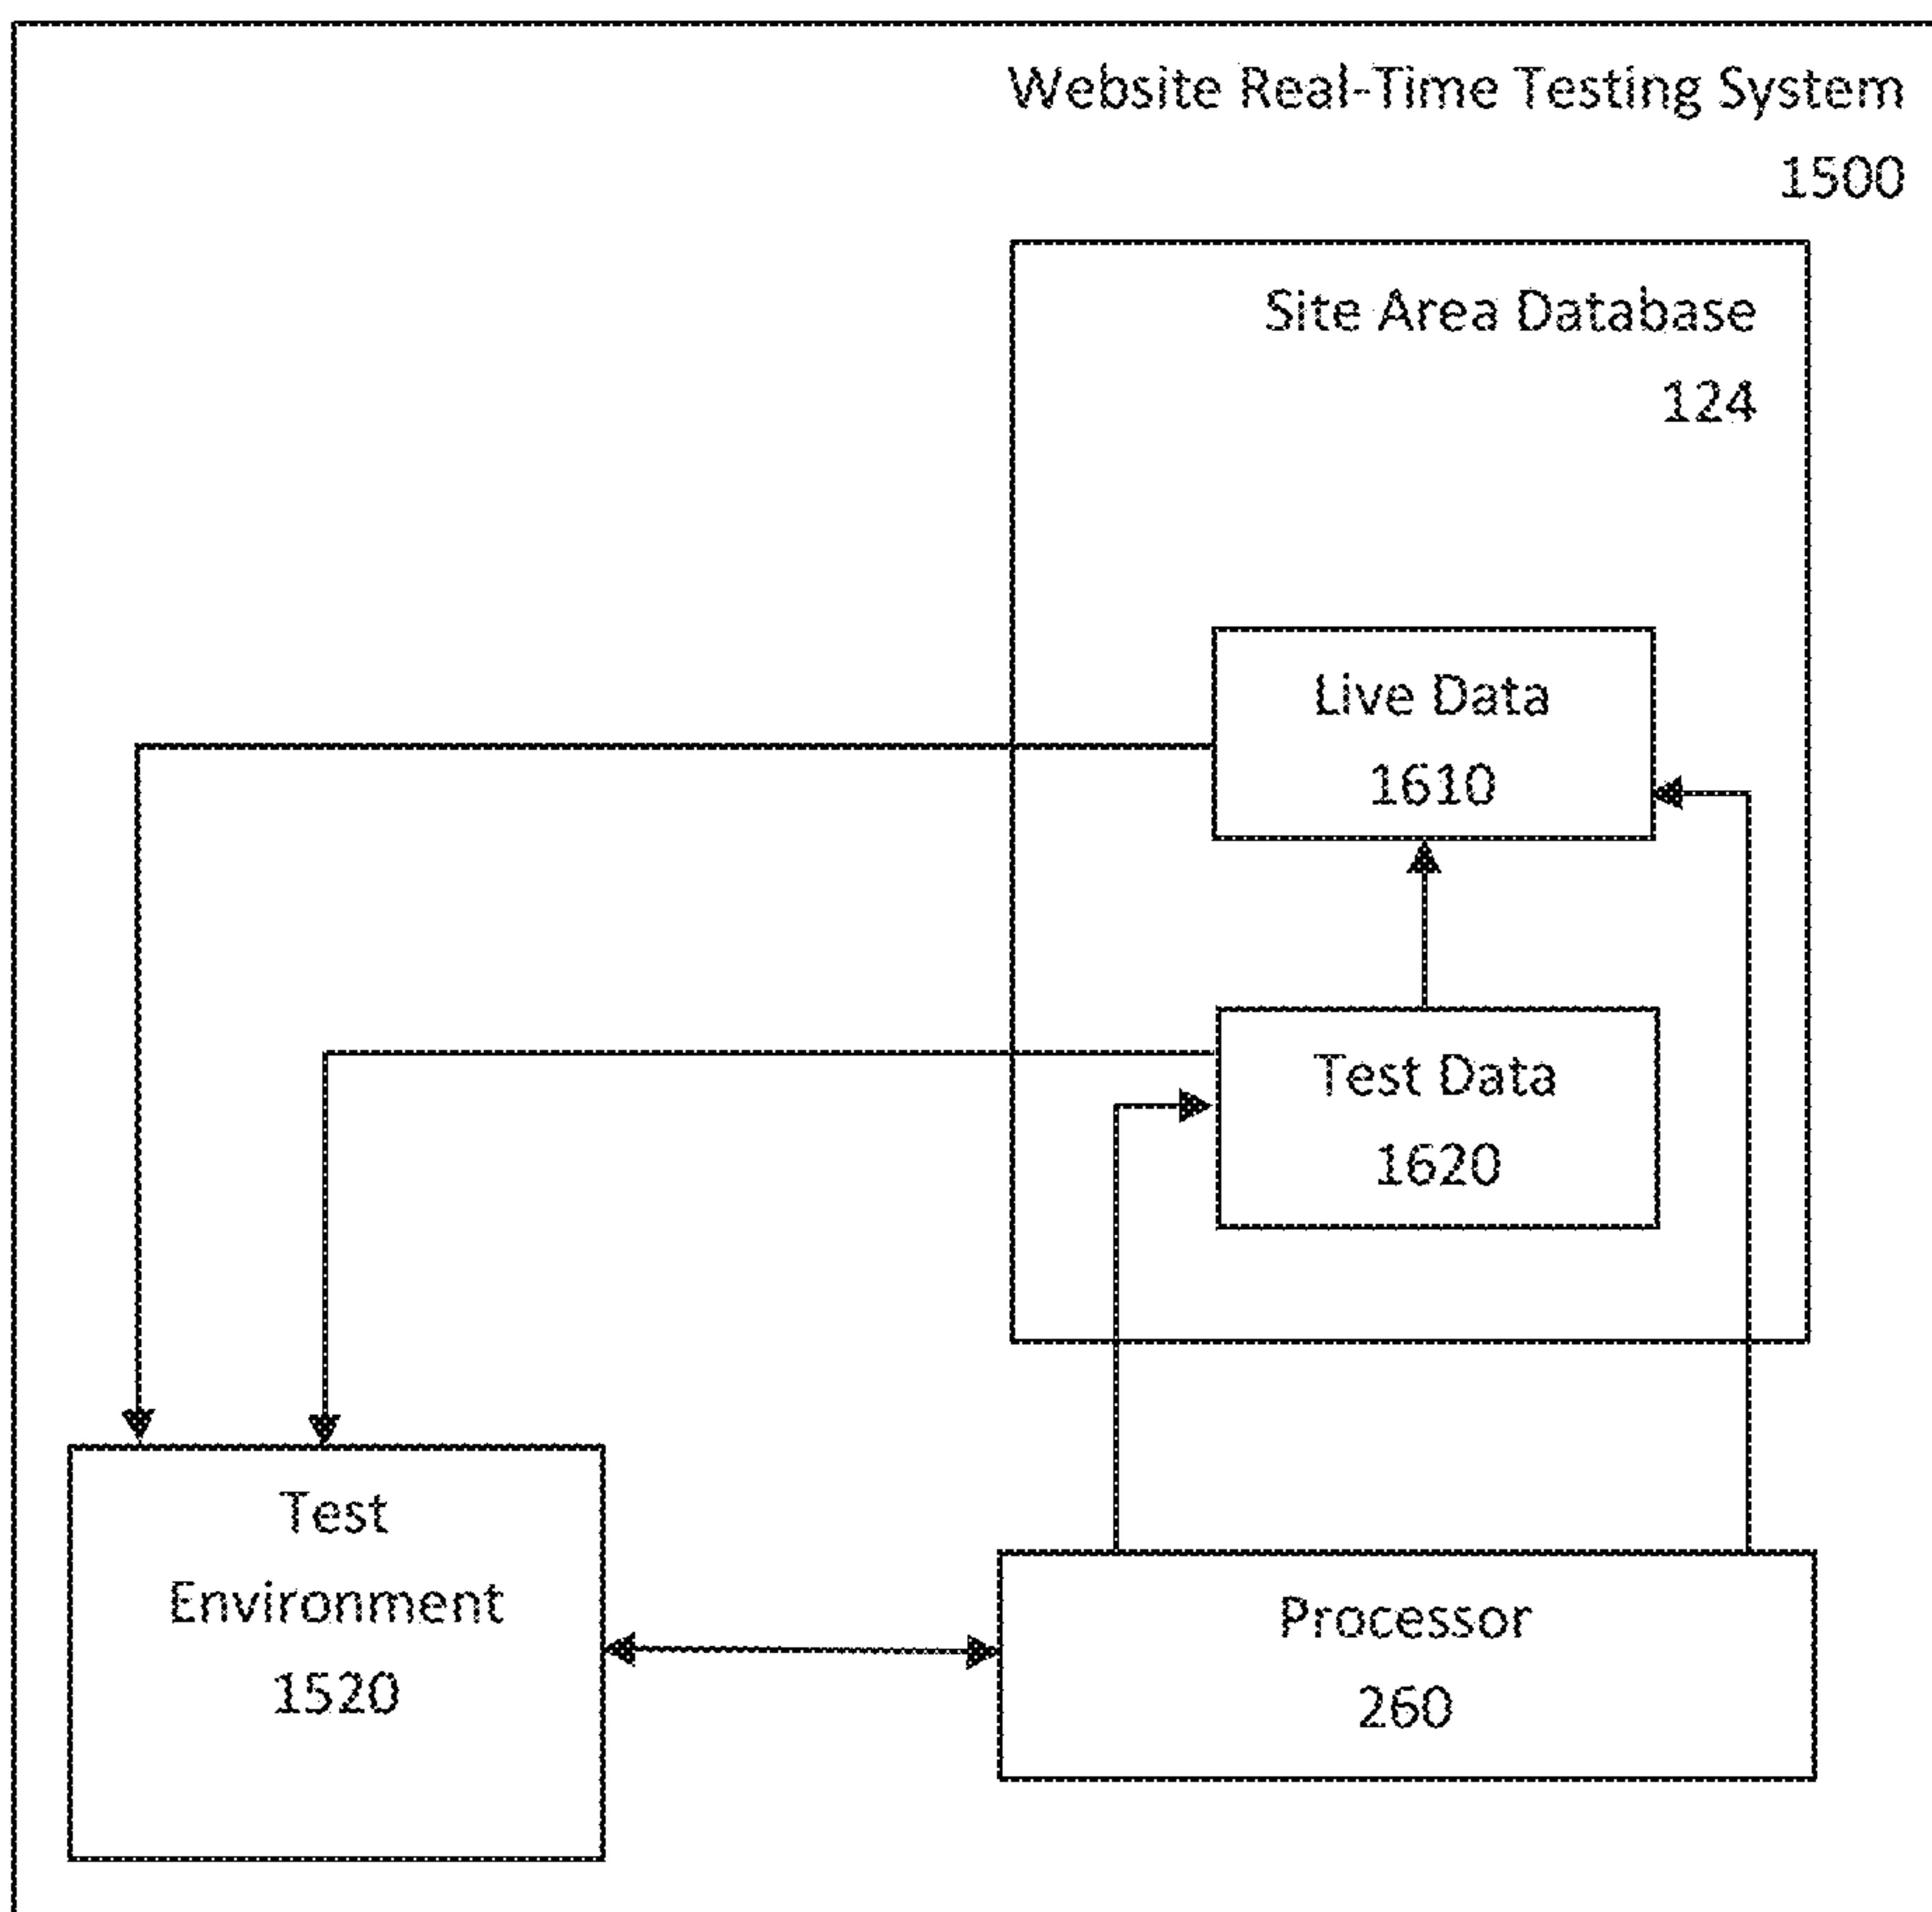 Website Real-Time Testing System
1500
Site Area Database
124
Live Data
1610
Test Data
1620
Test
Environment
1520
Processor
260